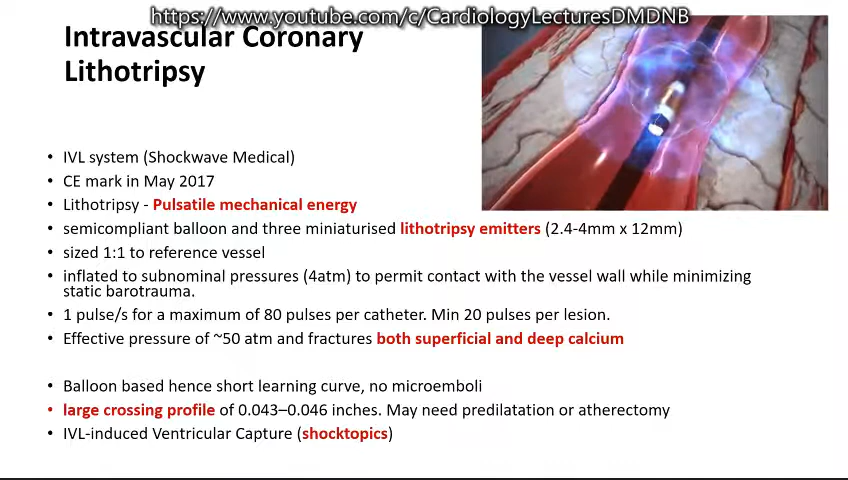 https://www.youtube.com/c/CardiologyLecturesDMDNB
Intravascular Coronary
Lithotripsy
• IVL system (Shockwave Medical)
• CE mark in May 2017
• Lithotripsy - Pulsatile mechanical energy
• semicompliant balloon and three miniaturised lithotripsy emitters (2.4-4mm x 12mm)
• sized 1:1 to reference vessel
• inflated to subnominal pressures (4atm) to permit contact with the vessel wall while minimizing
static barotrauma.
• 1 pulse/s for a maximum of 80 pulses per catheter. Min 20 pulses per lesion.
• Effective pressure of ~50 atm and fractures both superficial and deep calcium
• Balloon based hence short learning curve, no microemboli
• large crossing profile of 0.043–0.046 inches. May need predilatation or atherectomy
• IVL-induced Ventricular Capture (shocktopics)